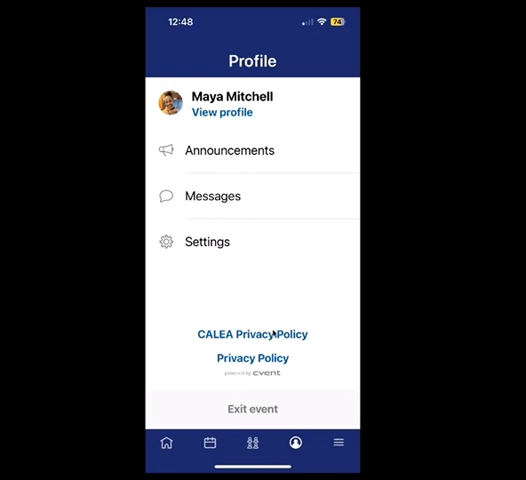 12:48
74
Profile
Maya Mitchell
View profile
Announcements
Messages
Settings
CALEA Privacy Policy
Privacy Policy
powered by cvent
Exit event